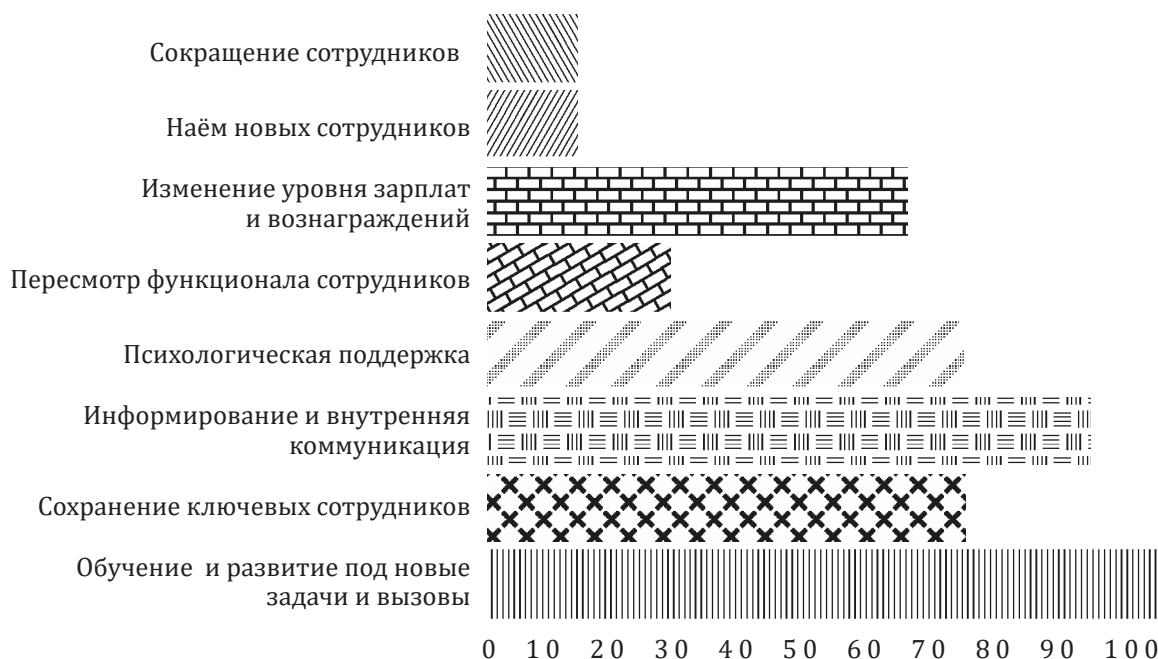 Сокращение сотрудников
Наём новых сотрудников
Изменение уровня зарплат
и вознаграждений
Пересмотр функционала сотрудников
Психологическая поддержка
Информирование и внутренняя
коммуникация
Сохранение ключевых сотрудников
Обучение и развитие под новые
задачи и вызовы
0 10 20 30 40 50 60 70 80 90 100